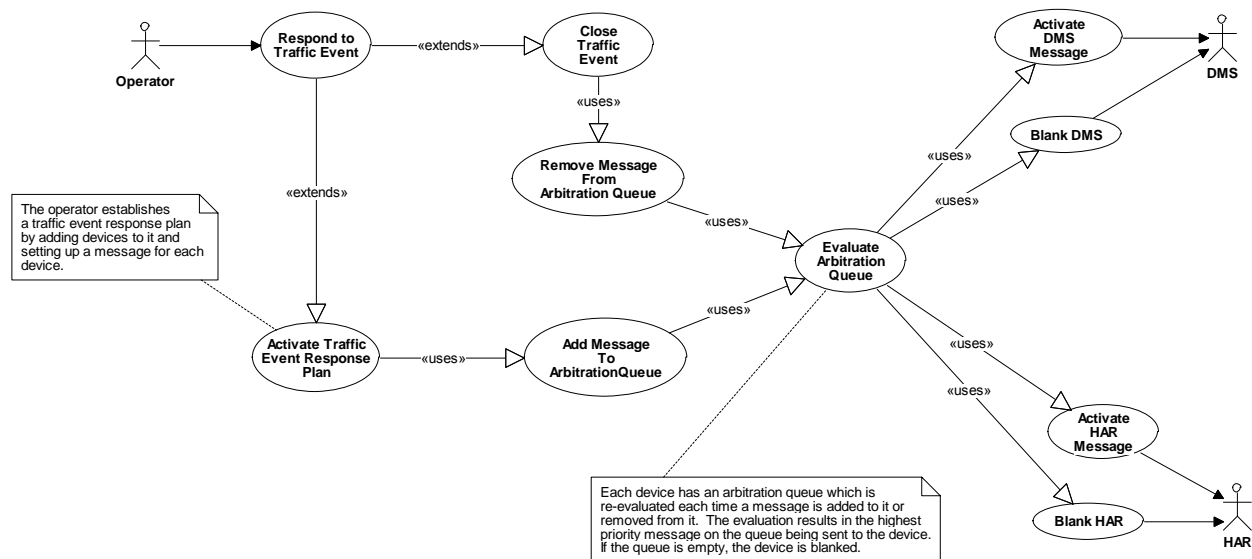 Operator
Respond to
Traffic Event
«extends»
Close
Traffic
Event
«uses»
Remove Message
From
Arbitration Queue
«uses»
«extends»
The operator establishes
a traffic event response plan
by adding devices to it and
setting up a message for each
device.
Activate Traffic
Event Response
Plan
«uses»
Add Message
To
ArbitrationQueue
«uses»
Evaluate
Arbitration
Queue
«uses»
Activate
DMS
Message
DMS
«uses»
Blank DMS
«uses»
Activate
HAR
Message
«uses»
Blank HAR
HAR
Each device has an arbitration queue which is
re-evaluated each time a message is added to it or
removed from it. The evaluation results in the highest
priority message on the queue being sent to the device.
If the queue is empty, the device is blanked.